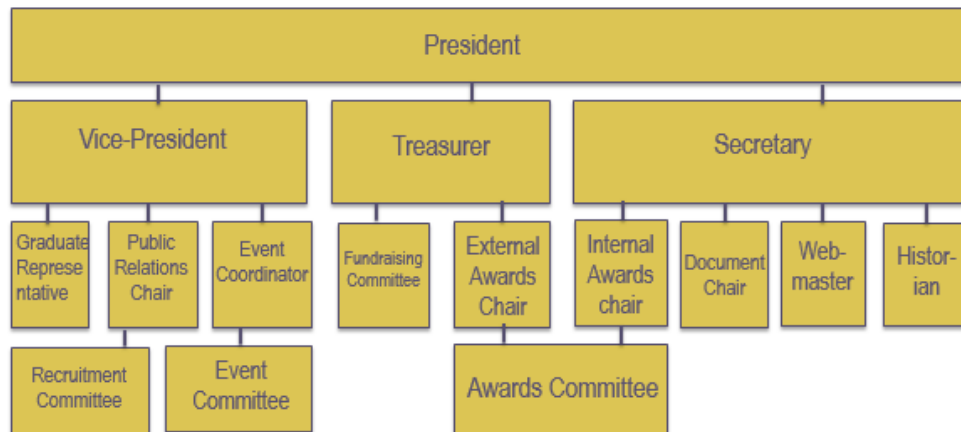 President
Vice-President
Treasurer
Secretary
Graduate
Represe
ntative
Public
Relations
Chair
Event
Coordinator
Fundraising
Committee
External
Awards
Chair
Internal
Awards
chair
Document
Chair
Web-
master
Histor-
ian
Recruitment
Committee
Event
Committee
Awards Committee